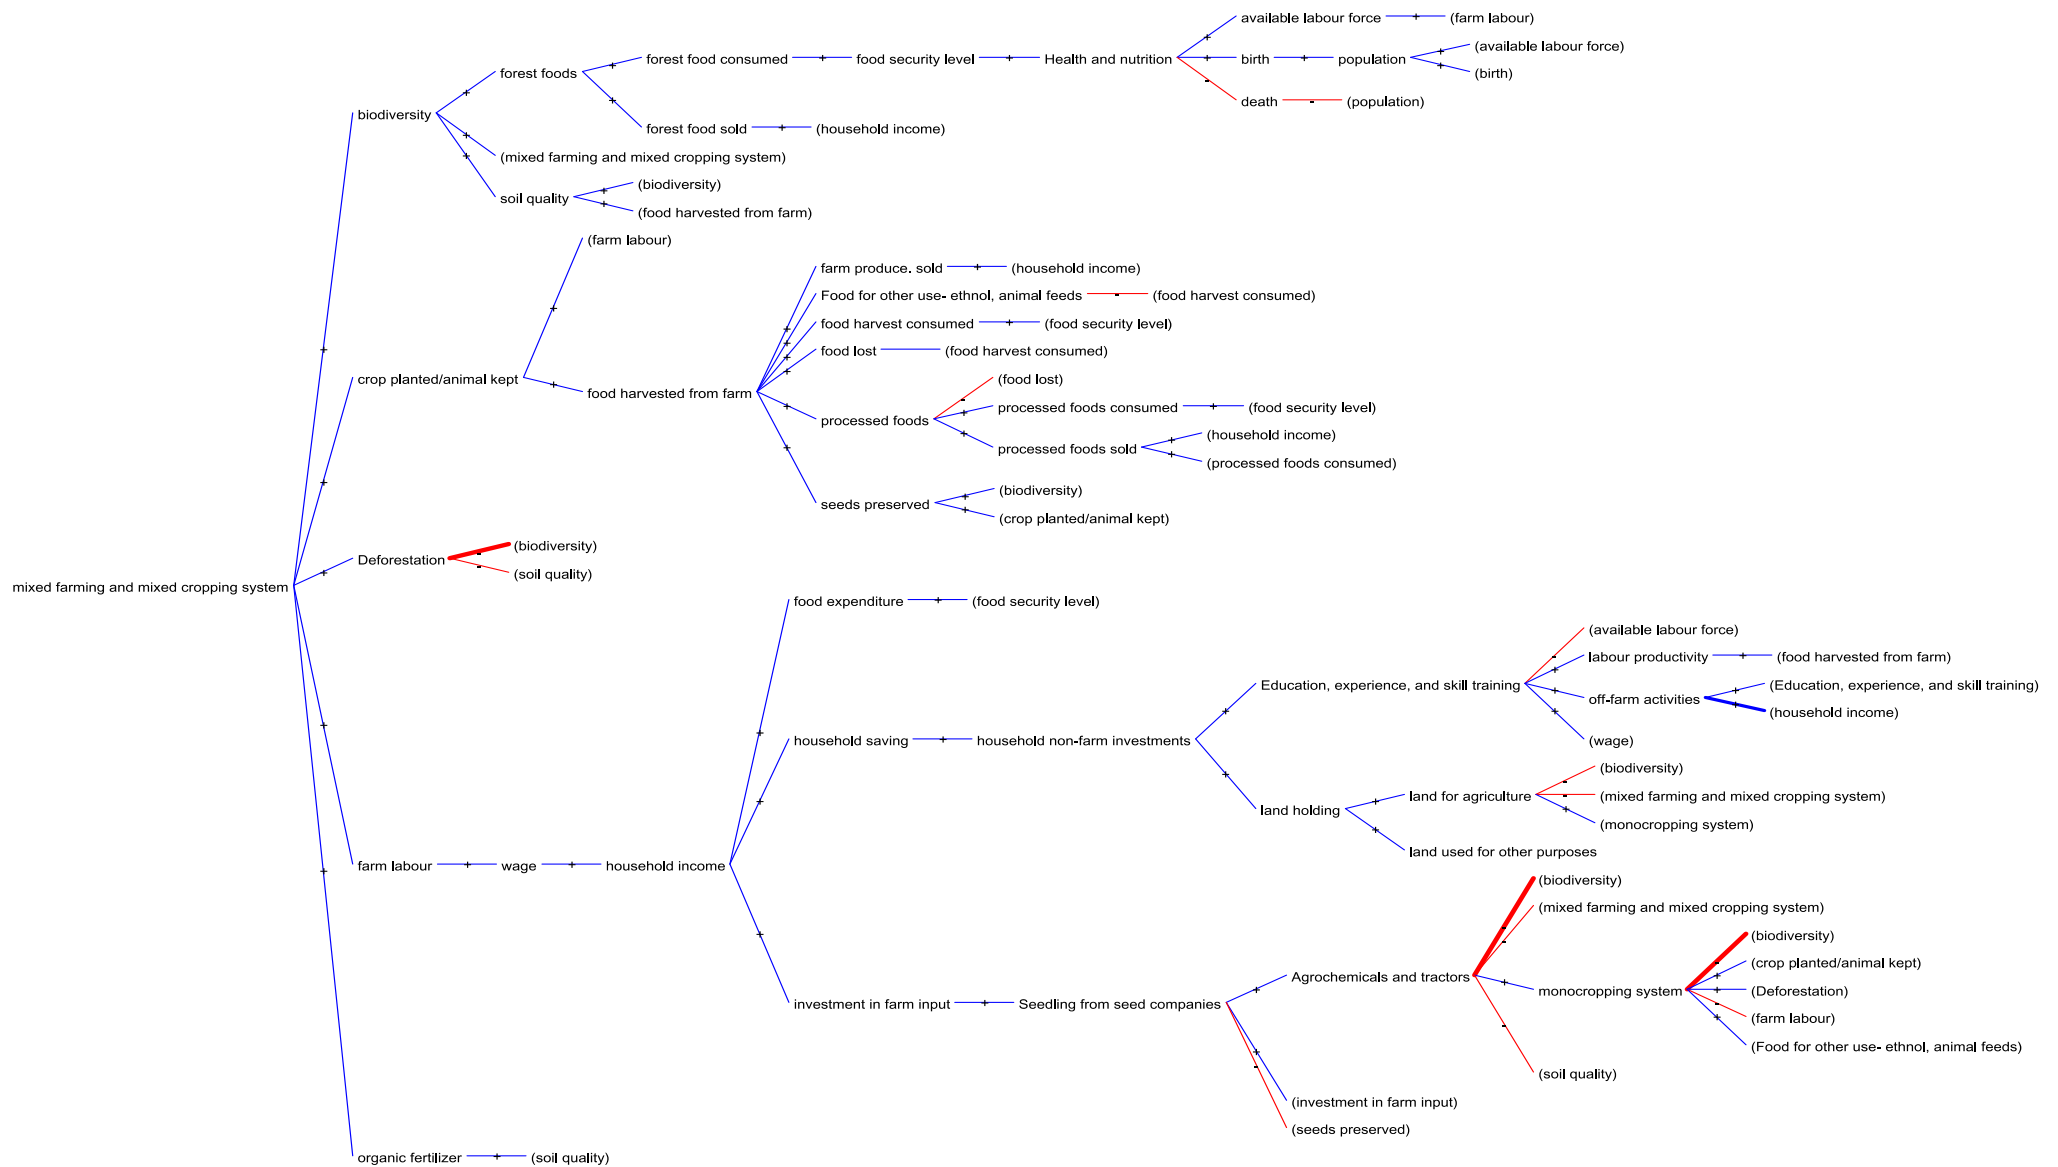 available labour force
(farm labour)
(available labour force)
forest food consumed
food security level
Health and nutrition
birth
population
forest foods
(birth)
death
(population)
biodiversity
forest food sold
(household income)
(mixed farming and mixed cropping system)
(biodiversity)
soil quality
(food harvested from farm)
(farm labour)
farm produce. sold
(household income)
Food for other use- ethnol, animal feeds
(food harvest consumed)
food harvest consumed
(food security level)
food lost
(food harvest consumed)
crop planted/animal kept
(food lost)
food harvested from farm
processed foods consumed
(food security level)
processed foods
(household income)
processed foods sold
(processed foods consumed)
(biodiversity)
seeds preserved
(crop planted/animal kept)
(biodiversity)
Deforestation
(soil quality)
mixed farming and mixed cropping system
food expenditure
(food security level)
(available labour force)
labour productivity
(food harvested from farm)
Education, experience, and skill training
(Education, experience, and skill training)
off-farm activities
(household income)
household saving
household non-farm investments
(wage)
(biodiversity)
land for agriculture
(mixed farming and mixed cropping system)
land holding
(monocropping system)
land used for other purposes
farm labour
wage
household income
(biodiversity)
(mixed farming and mixed cropping system)
(biodiversity)
(crop planted/animal kept)
Agrochemicals and tractors
monocropping system
(Deforestation)
investment in farm input
Seedling from seed companies
(farm labour)
(Food for other use- ethnol, animal feeds)
(soil quality)
(investment in farm input)
(seeds preserved)
organic fertilizer
(soil quality)